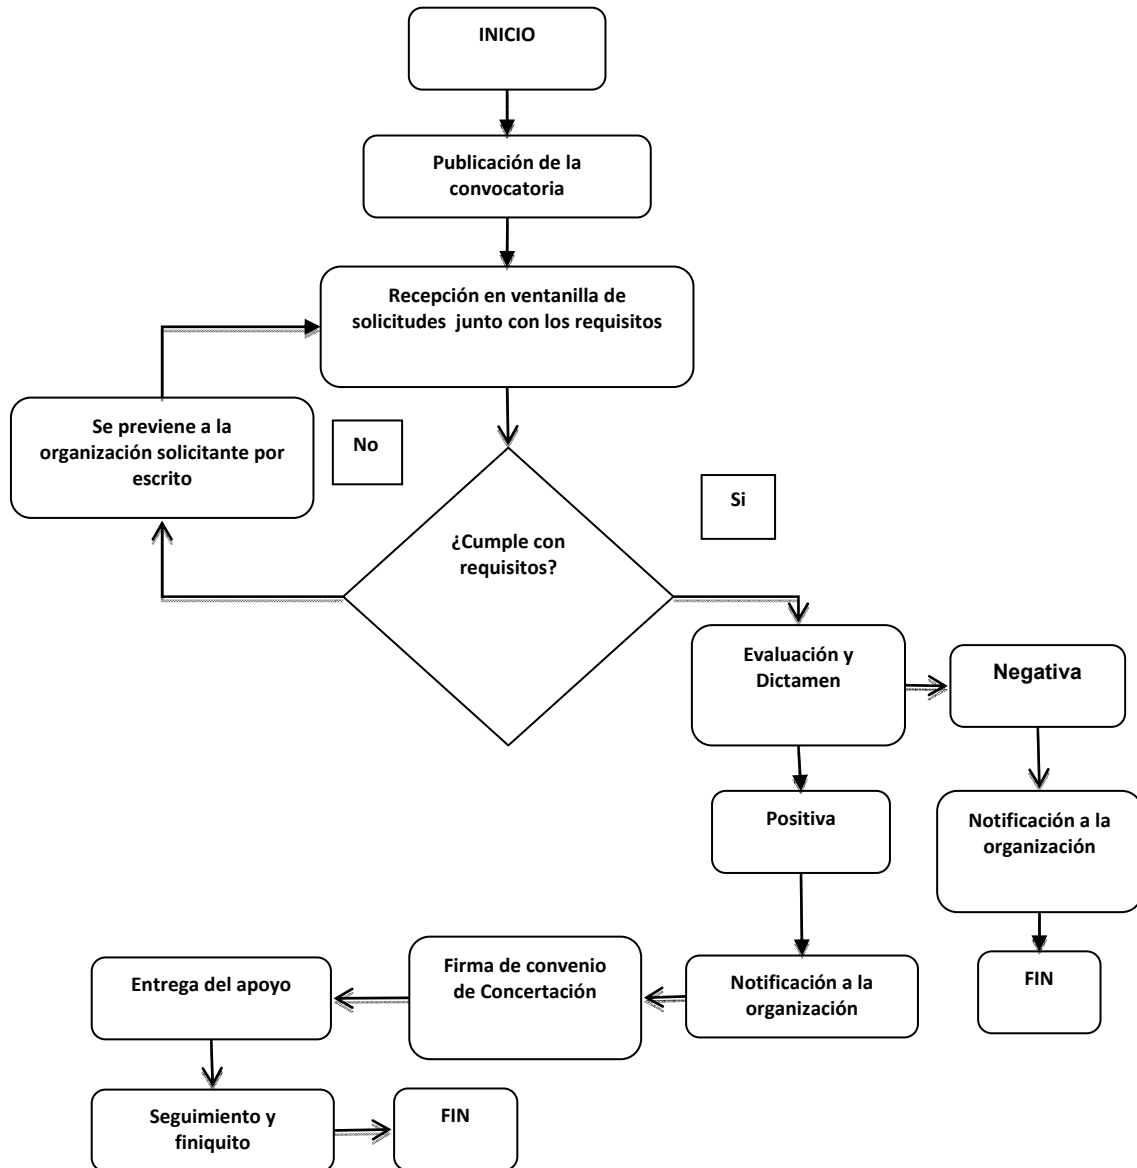 INICIO
Publicación de la
convocatoria
Recepción en ventanilla de
solicitudes junto con los requisitos
Se previene a la
organización solicitante por
escrito
No
Si
¿Cumple con
requisitos?
Evaluación y
Dictamen
Negativa
Positiva
Notificación a la
organización
Entrega del apoyo
Firma de convenio
de Concertación
Notificación a la
organización
FIN
Seguimiento y
finiquito
FIN